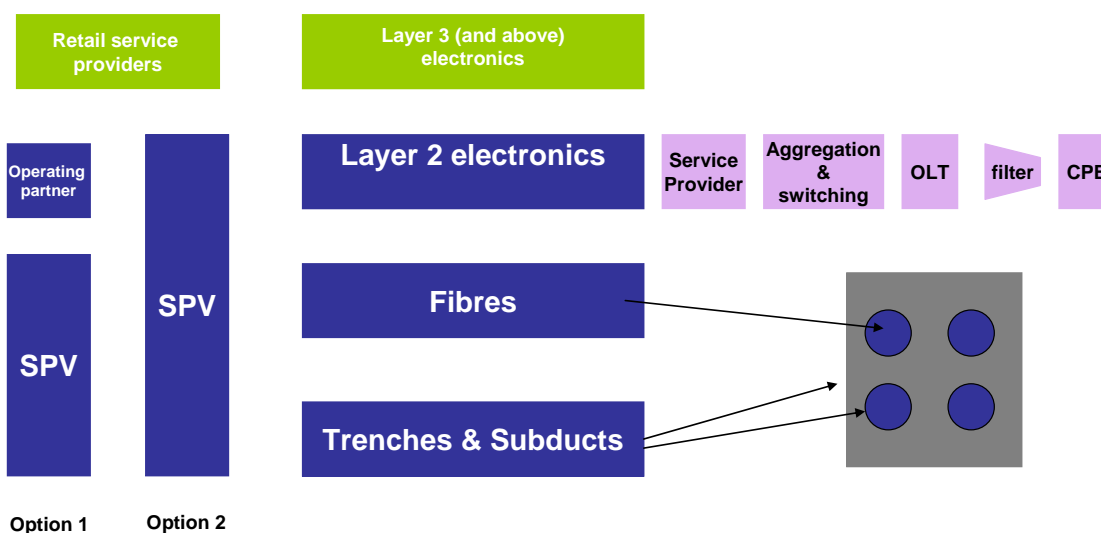 Retail service
providers
Layer 3 (and above)
electronics
Operating
partner
SPV
SPV
Layer 2 electronics
Service
Provider
Aggregation
&
switching
OLT
filter
CPE
Fibres
Trenches & Subducts
Option 1
Option 2